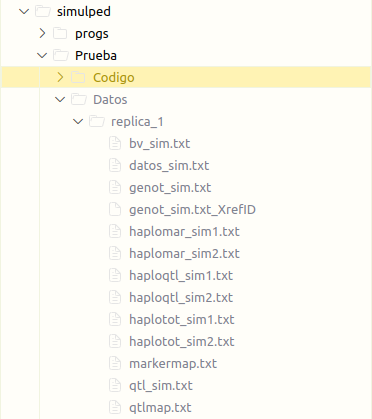 simulped
progs
Prueba
Codigo
Datos
replica_1
bv_sim.txt
datos_sim.txt
genot_sim.txt
genot_sim.txt_XrefID
haplomar_sim1.txt
haplomar_sim2.txt
haploqtl_sim1.txt
haploqtl_sim2.txt
haplotot_sim1.txt
haplotot_sim2.txt
markermap.txt
qtl_sim.txt
qtlmap.txt